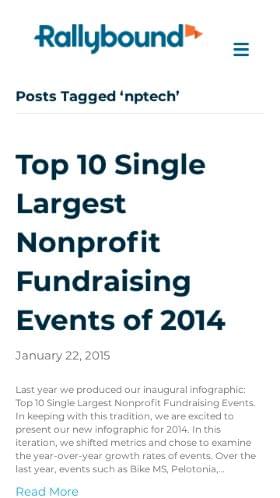 Rallybound
Posts Tagged ‘nptech’
Top 10 Single
Largest
Nonprofit
Fundraising
Events of 2014
January 22, 2015
Last year we produced our inaugural infographic:
Top 10 Single Largest Nonprofit Fundraising Events.
In keeping with this tradition, we are excited to
present our new infographic for 2014. In this
iteration, we shifted metrics and chose to examine
the year-over-year growth rates of events. Over the
last year, events such as Bike MS, Pelotonia,...
Read More